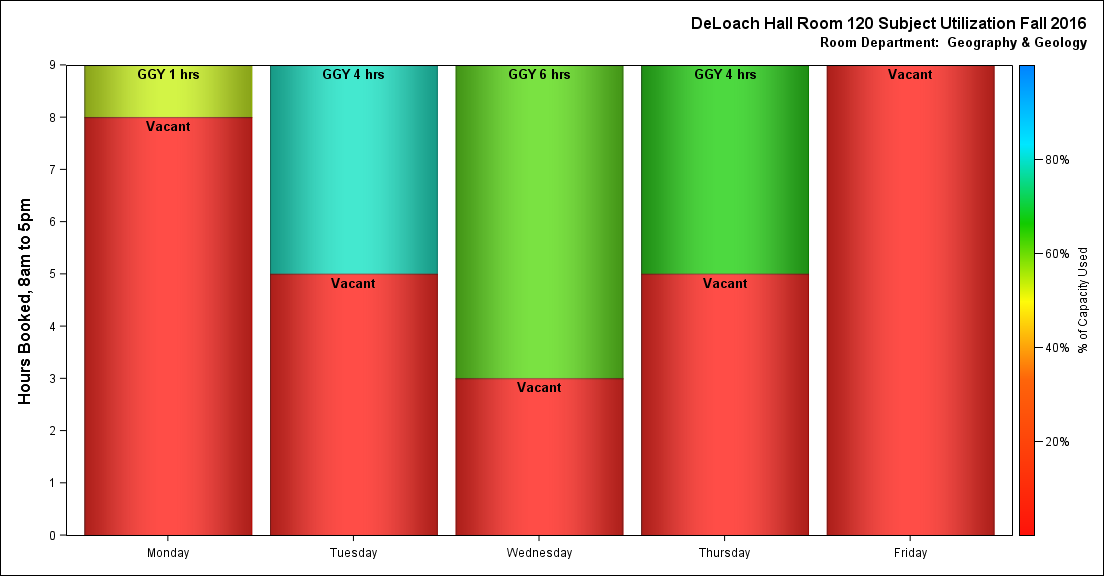 DeLoach Hall Room 120 Subject Utilization Fall 2016
Room Department:  Geography & Geology
Hours Booked, 8am to 5pm
9
8
7
6
5
4
3
2
1
0
GGY 1 hrs
Vacant
GGY 4 hrs
Vacant
GGY 6 hrs
Vacant
GGY 4 hrs
Vacant
Vacant
Monday
Tuesday
Wednesday
Thursday
Friday
80%
60%
40%
20%
% of Capacity Used